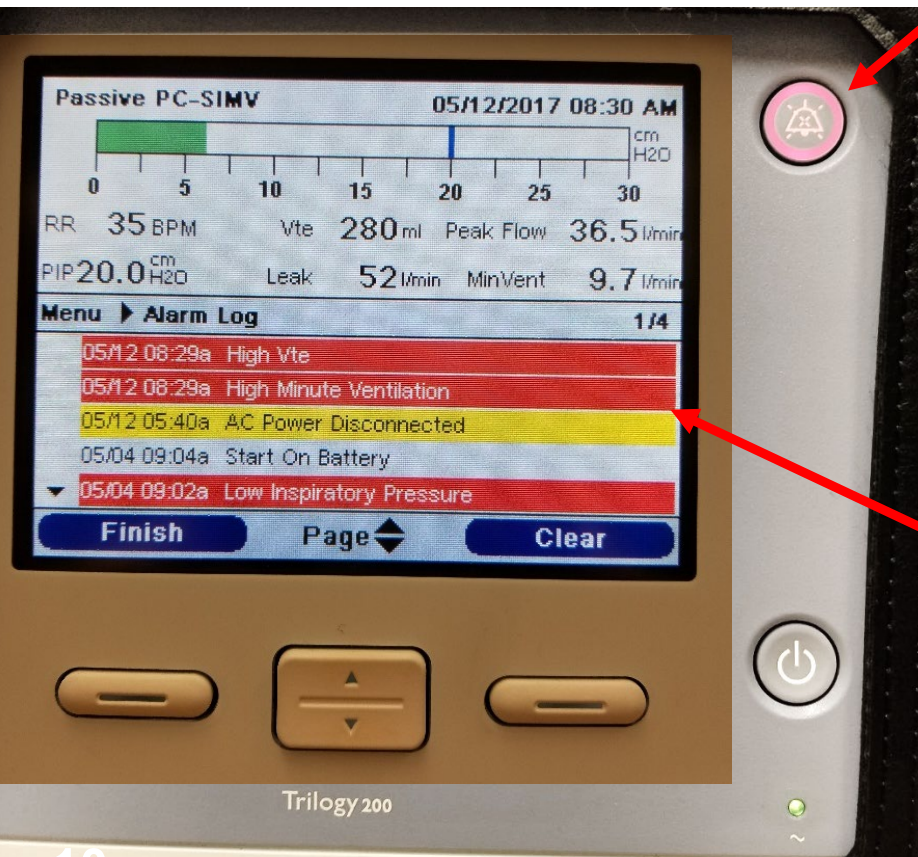 Passive PC-SIMV 05/12/2017 08:30 AM
cm
H2O
0 5 10 15 20 25 30
RR 35 BPM Vte 280 ml Peak Flow 36.5 l/min
PIP 20.0 cm H2O Leak 52 l/min MinVent 9.7 l/min
Menu ▶ Alarm Log 1/4
05/12 08:29a High Vte
05/12 08:29a High Minute Ventilation
05/12 05:40a AC Power Disconnected
05/04 09:04a Start On Battery
05/04 09:02a Low Inspiratory Pressure
Finish Page Clear
Trilogy 200